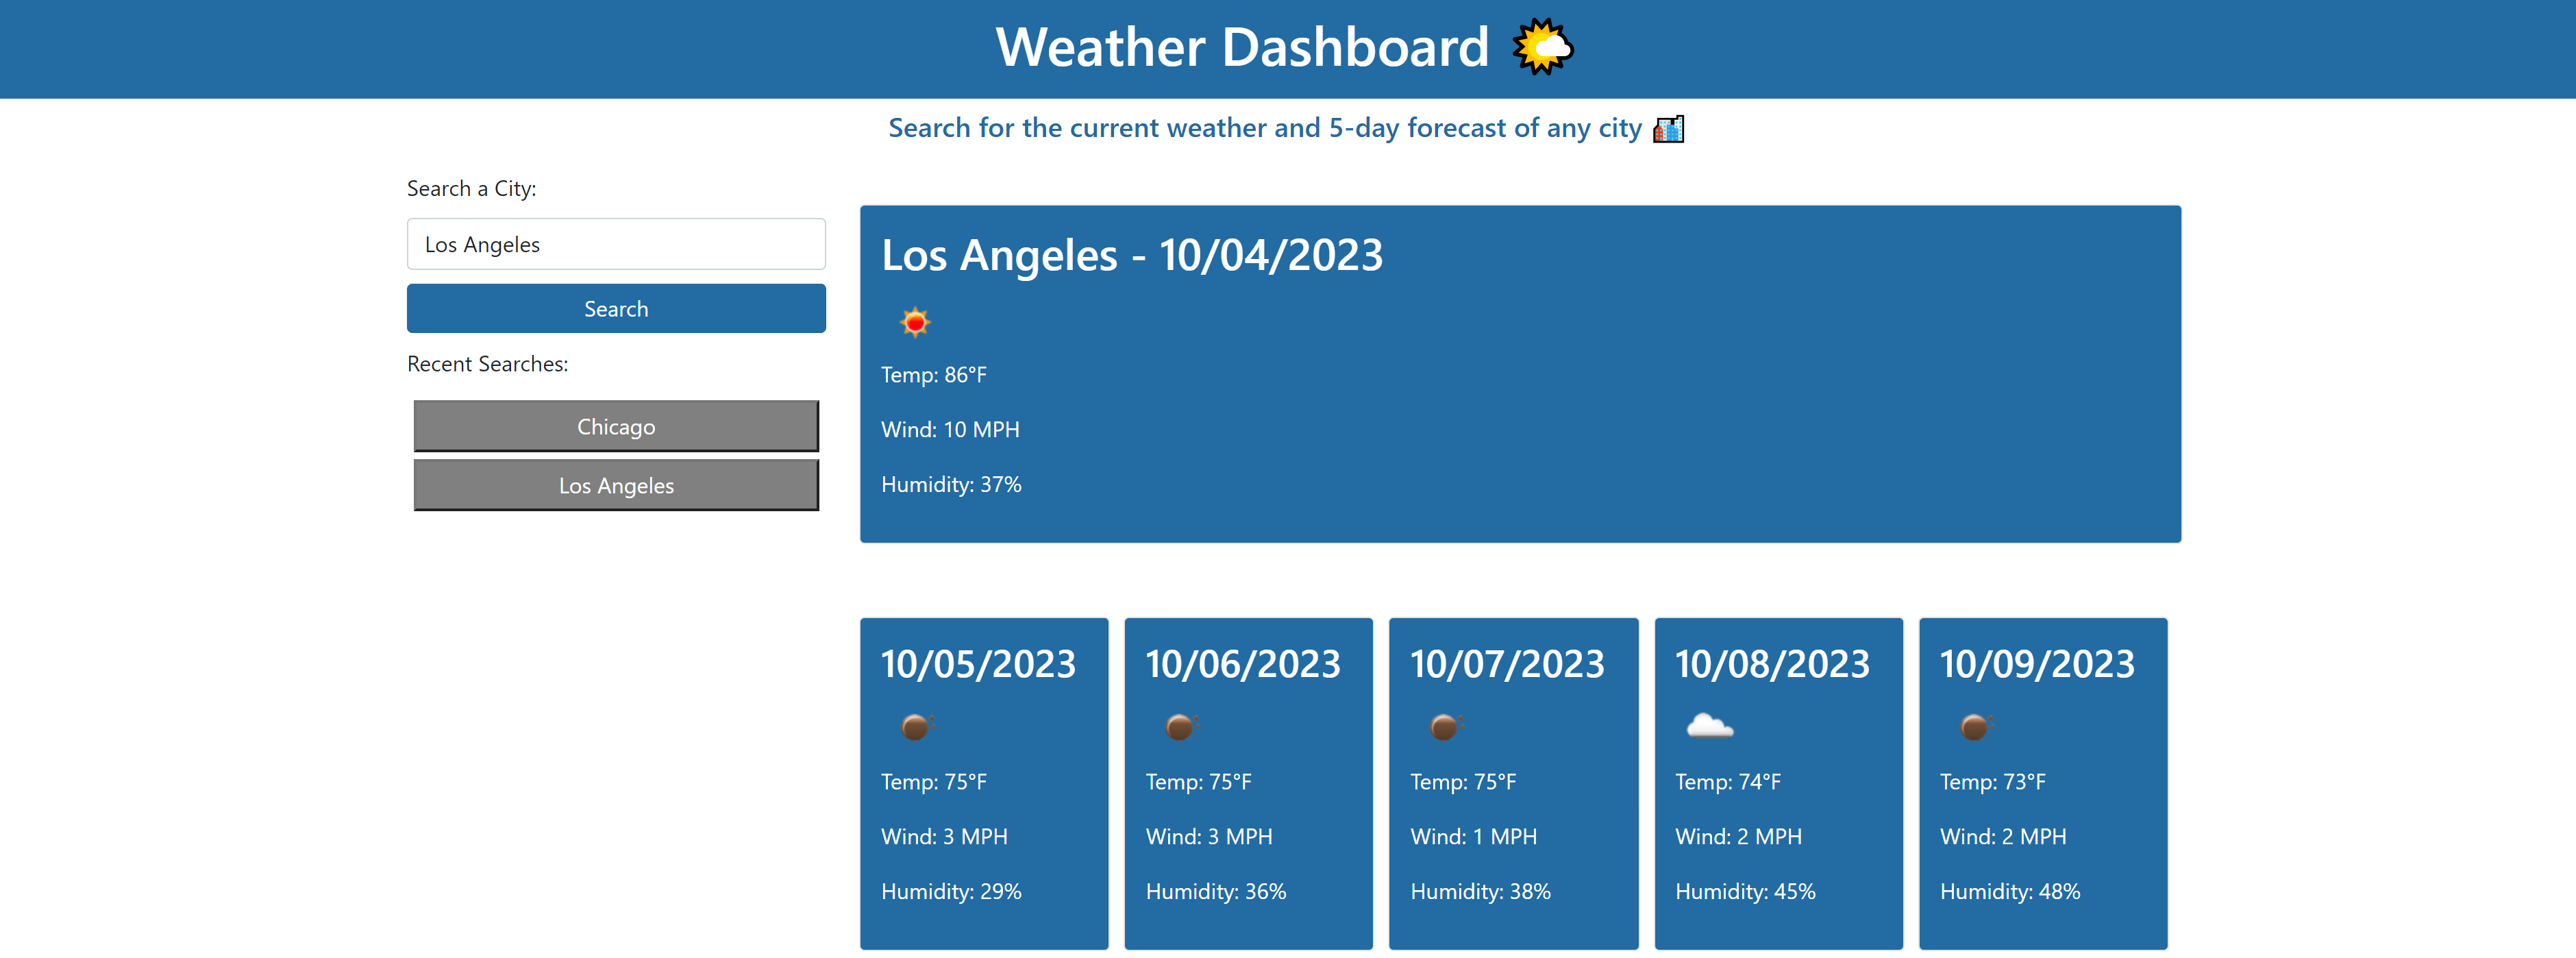 Weather Dashboard
Search for the current weather and 5-day forecast of any city
Search a City:
Los Angeles
Search
Recent Searches:
Chicago
Los Angeles
Los Angeles - 10/04/2023
Temp: 86°F
Wind: 10 MPH
Humidity: 37%
10/05/2023
Temp: 75°F
Wind: 3 MPH
Humidity: 29%
10/06/2023
Temp: 75°F
Wind: 3 MPH
Humidity: 36%
10/07/2023
Temp: 75°F
Wind: 1 MPH
Humidity: 38%
10/08/2023
Temp: 74°F
Wind: 2 MPH
Humidity: 45%
10/09/2023
Temp: 73°F
Wind: 2 MPH
Humidity: 48%